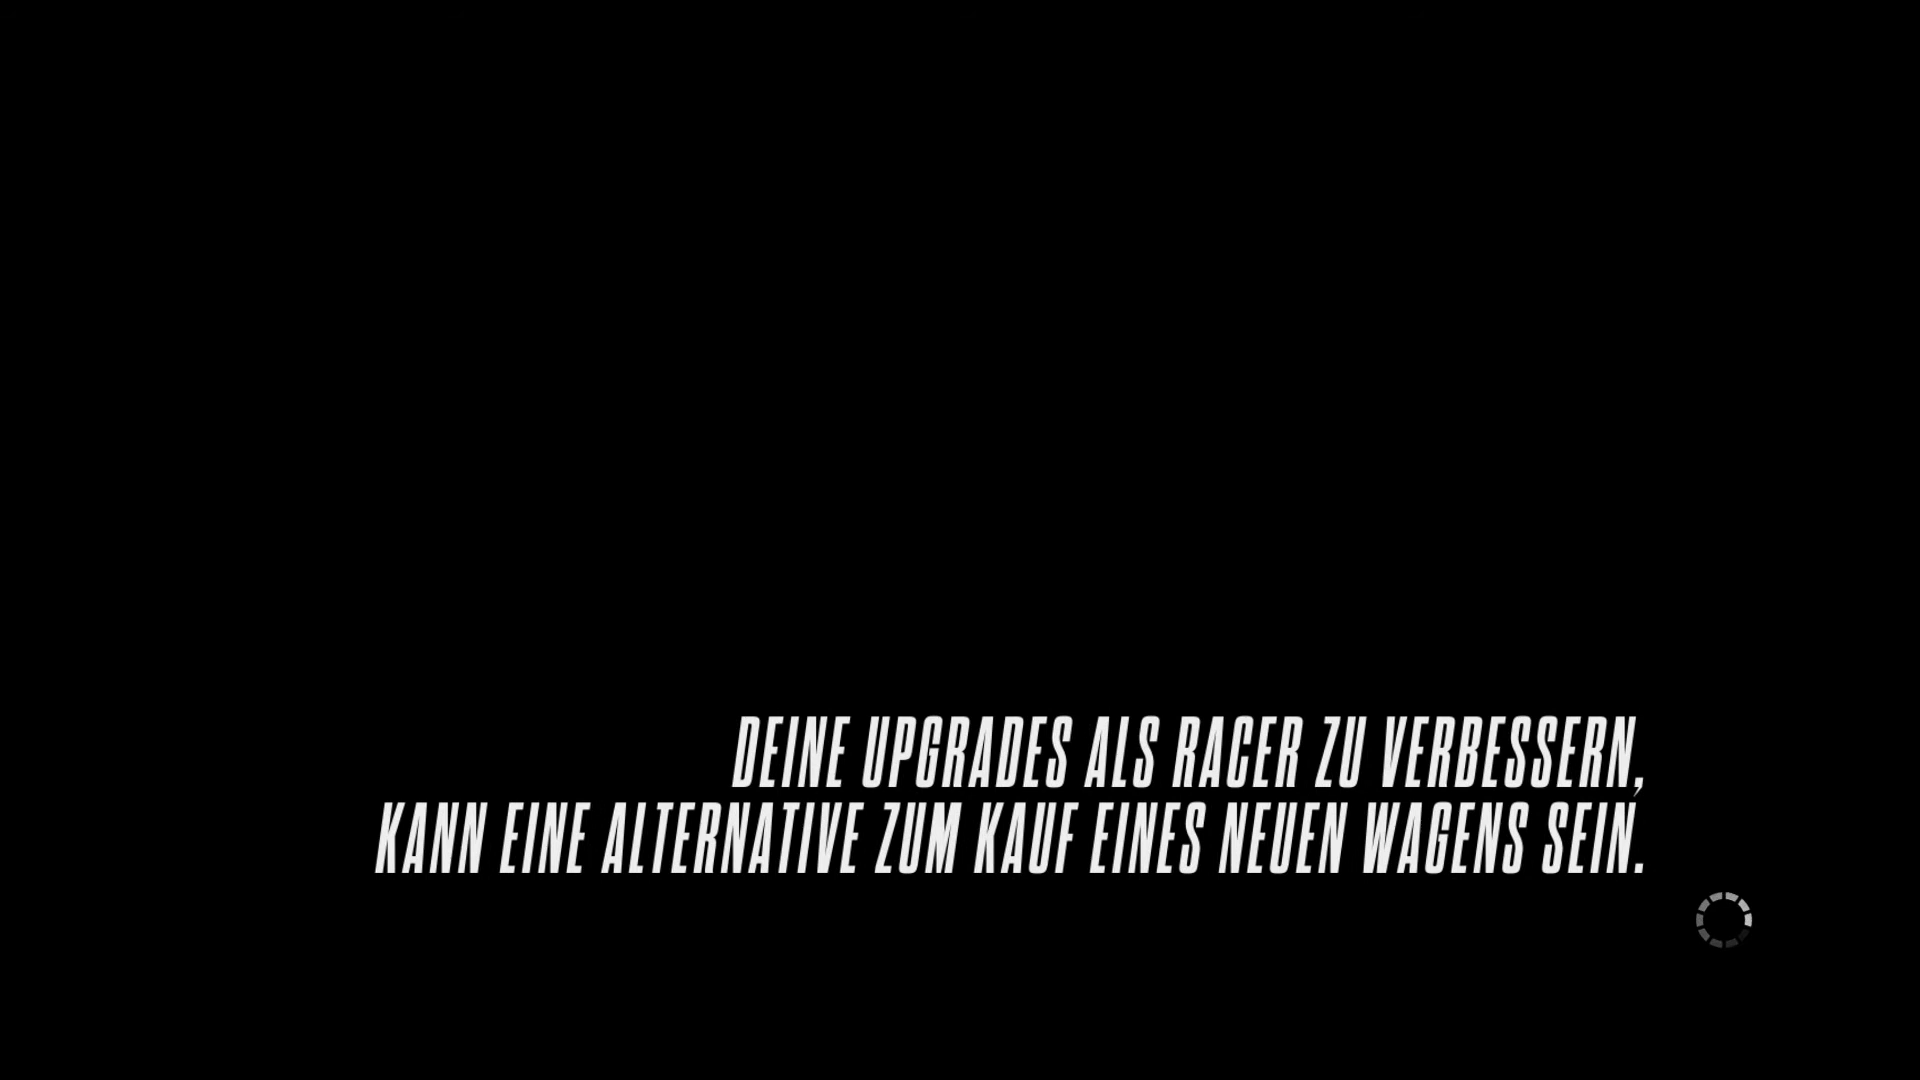 DEINE UPGRADES ALS RACER ZU VERBESSERN,
KANN EINE ALTERNATIVE ZUM KAUF EINES NEUEN WAGENS SEIN.